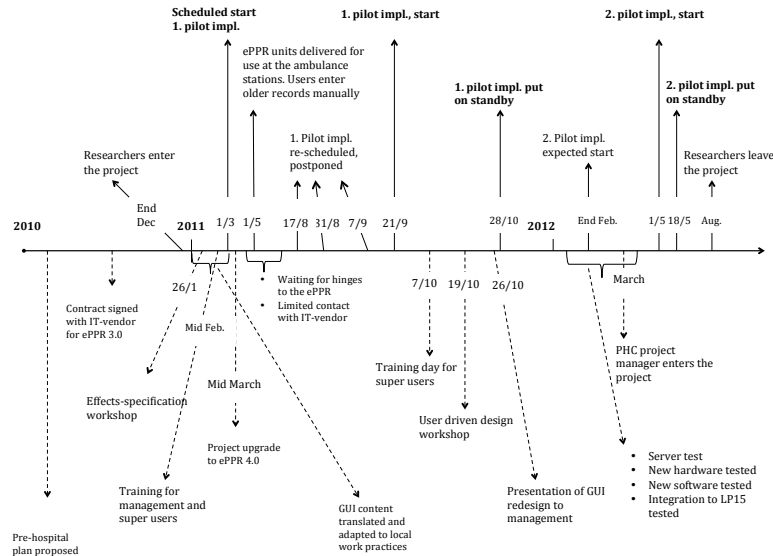 Scheduled start
1. pilot impl.
1. pilot impl., start
2. pilot impl., start
ePPR units delivered for
use at the ambulance
stations. Users enter
older records manually
1. pilot impl. put
on standby
2. pilot impl. put
on standby
Researchers enter
the project
1. Pilot impl.
re-scheduled,
postponed
2. Pilot impl.
expected start
Researchers leave
the project
End
Dec
2010
2011
1/3
1/5
17/8
31/8
7/9
21/9
28/10
2012
End Feb.
1/5
18/5
Aug.
26/1
• Waiting for hinges
to the ePPR
• Limited contact
with IT-vendor
7/10
19/10
26/10
March
Contract signed
with IT-vendor
for ePPR 3.0
Mid Feb.
Mid March
Training day for
super users
PHC project
manager enters the
project
Effects-specification
workshop
User driven design
workshop
Project upgrade
to ePPR 4.0
• Server test
• New hardware tested
• New software tested
• Integration to LP15
tested
Training for
management and
super users
GUI content
translated and
adapted to local
work practices
Presentation of GUI
redesign to
management
Pre-hospital
plan proposed